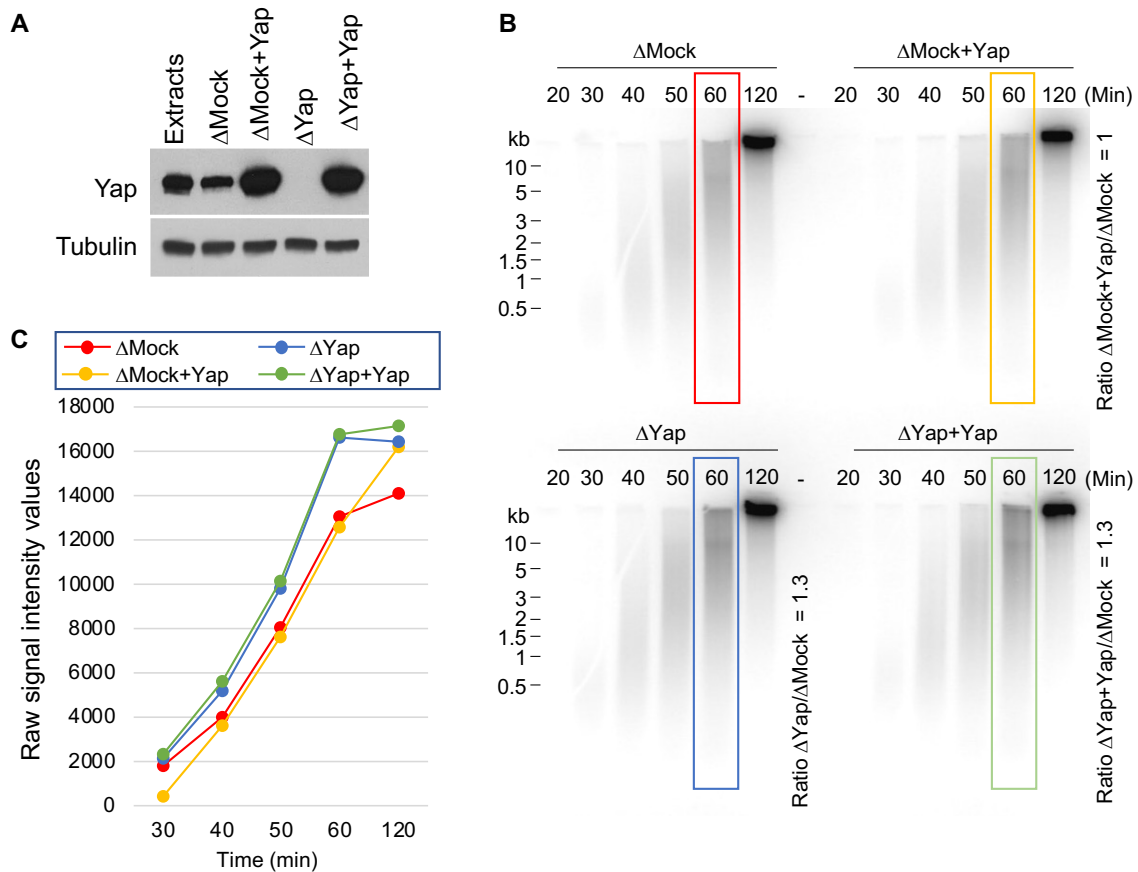 A
Extracts
ΔMock
ΔMock+Yap
ΔYap
ΔYap+Yap
Yap
Tubulin
B
ΔMock
ΔMock+Yap
20 30 40 50 60 120 - 20 30 40 50 60 120 (Min)
kb
10
5
3
2
1.5
1
0.5
Ratio ΔMock+Yap/ΔMock = 1
ΔYap
ΔYap+Yap
20 30 40 50 60 120 - 20 30 40 50 60 120 (Min)
kb
10
5
3
2
1.5
1
0.5
Ratio ΔYap/ΔMock = 1.3
Ratio ΔYap+Yap/ΔMock = 1.3
C
ΔMock
ΔYap
ΔMock+Yap
ΔYap+Yap
Raw signal intensity values
18000
16000
14000
12000
10000
8000
6000
4000
2000
0
30 40 50 60 120
Time (min)